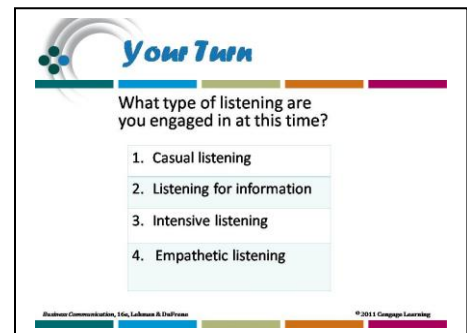 Your Turn
What type of listening are
you engaged in at this time?
1. Casual listening
2. Listening for information
3. Intensive listening
4. Empathetic listening
Business Communication, 16e, Lehman & DuFrene
©2011 Cengage Learning